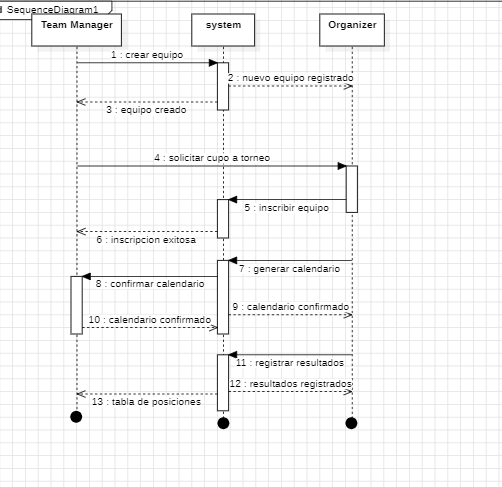 SequenceDiagram1
Team Manager
system
Organizer
1 : crear equipo
2 : nuevo equipo registrado
3 : equipo creado
4 : solicitar cupo a torneo
5 : inscribir equipo
6 : inscripcion exitosa
7 : generar calendario
8 : confirmar calendario
9 : calendario confirmado
10 : calendario confirmado
11 : registrar resultados
12 : resultados registrados
13 : tabla de posiciones